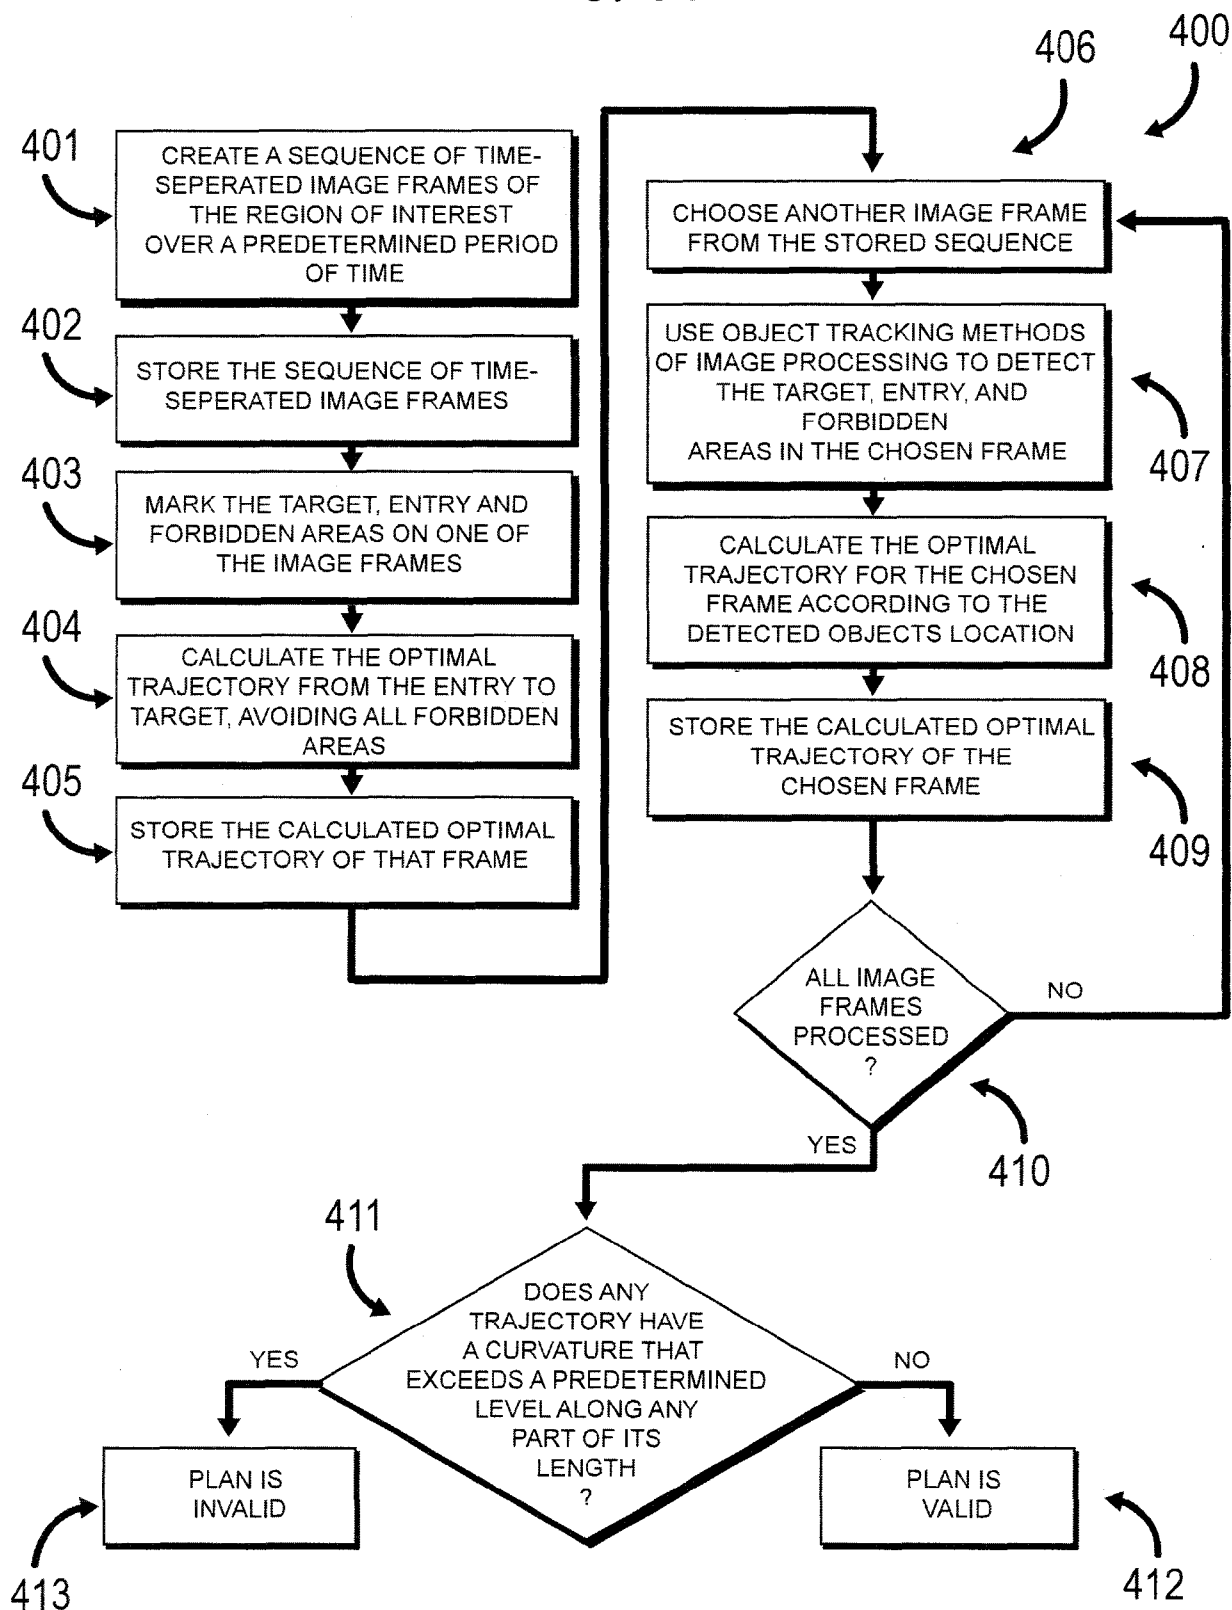 400
406
401
CREATE A SEQUENCE OF TIME-
SEPERATED IMAGE FRAMES OF
THE REGION OF INTEREST
OVER A PREDETERMINED PERIOD
OF TIME
402
STORE THE SEQUENCE OF TIME-
SEPERATED IMAGE FRAMES
403
MARK THE TARGET, ENTRY AND
FORBIDDEN AREAS ON ONE OF
THE IMAGE FRAMES
404
CALCULATE THE OPTIMAL
TRAJECTORY FROM THE ENTRY TO
TARGET, AVOIDING ALL FORBIDDEN
AREAS
405
STORE THE CALCULATED OPTIMAL
TRAJECTORY OF THAT FRAME
CHOOSE ANOTHER IMAGE FRAME
FROM THE STORED SEQUENCE
USE OBJECT TRACKING METHODS
OF IMAGE PROCESSING TO DETECT
THE TARGET, ENTRY, AND
FORBIDDEN
AREAS IN THE CHOSEN FRAME
407
CALCULATE THE OPTIMAL
TRAJECTORY FOR THE CHOSEN
FRAME ACCORDING TO THE
DETECTED OBJECTS LOCATION
408
STORE THE CALCULATED OPTIMAL
TRAJECTORY OF THE
CHOSEN FRAME
409
ALL IMAGE
FRAMES
PROCESSED
?
NO
YES
410
411
DOES ANY
TRAJECTORY HAVE
A CURVATURE THAT
EXCEEDS A PREDETERMINED
LEVEL ALONG ANY
PART OF ITS
LENGTH
?
YES
NO
PLAN IS
INVALID
PLAN IS
VALID
413
412